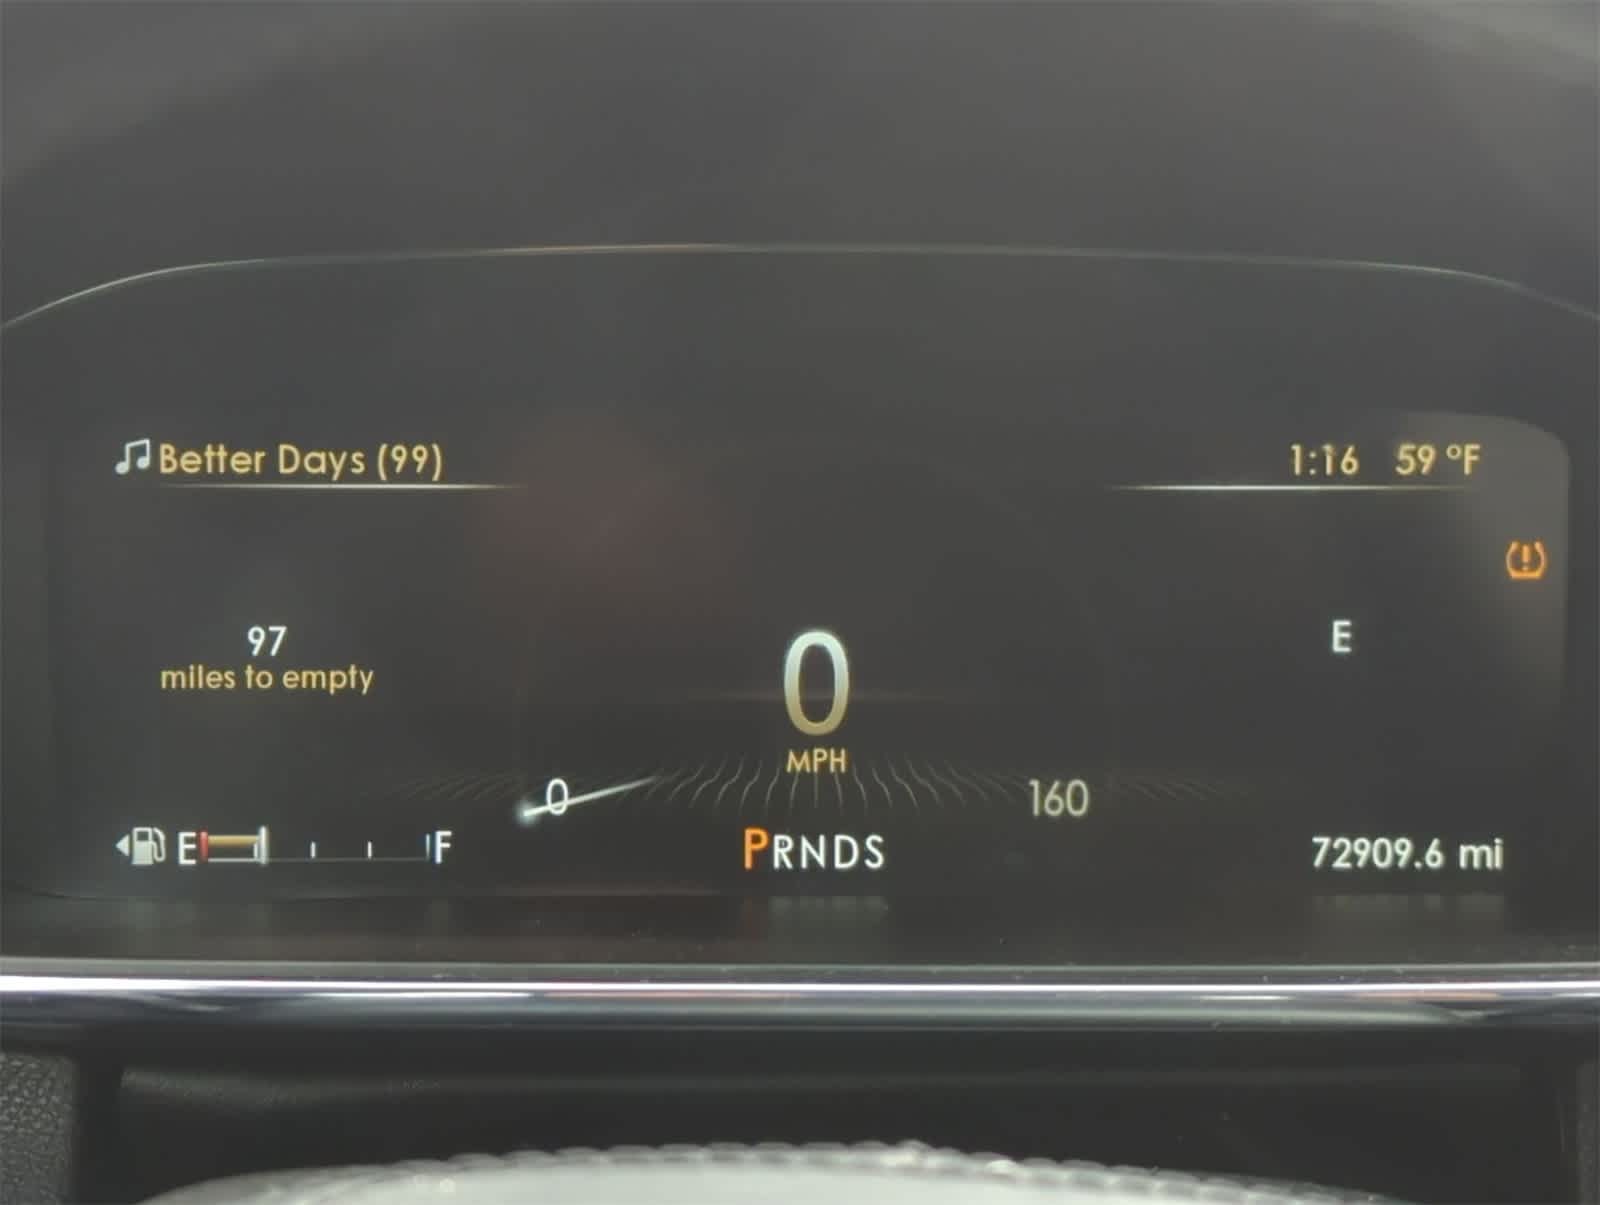 Better Days (99)
1:16 59 °F
97
miles to empty
E
0
MPH
0
160
E F
PRNDS
72909.6 mi